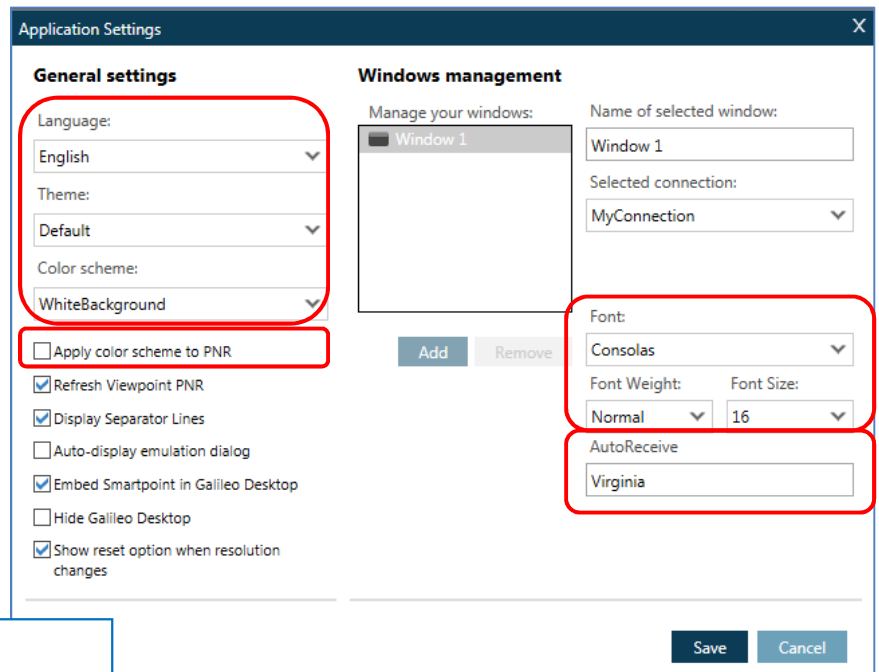 Application Settings
X
General settings
Language:
English
Theme:
Default
Color scheme:
WhiteBackground
Apply color scheme to PNR
Refresh Viewpoint PNR
Display Separator Lines
Auto-display emulation dialog
Embed Smartpoint in Galileo Desktop
Hide Galileo Desktop
Show reset option when resolution
changes
Windows management
Manage your windows:
Window 1
Add
Remove
Name of selected window:
Window 1
Selected connection:
MyConnection
Font:
Consolas
Font Weight:
Font Size:
Normal
16
AutoReceive
Virginia
Save
Cancel